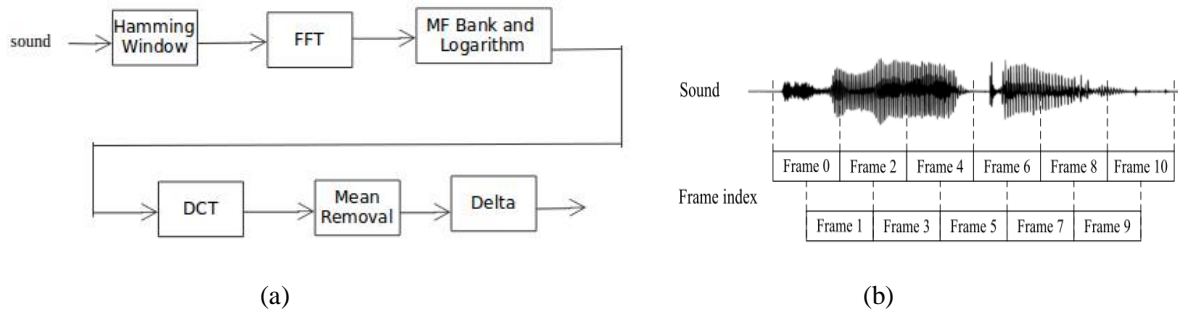 sound
Hamming
Window
FFT
MF Bank and
Logarithm
DCT
Mean
Removal
Delta
(a)
Sound
Frame 0
Frame 2
Frame 4
Frame 6
Frame 8
Frame 10
Frame index
Frame 1
Frame 3
Frame 5
Frame 7
Frame 9
(b)